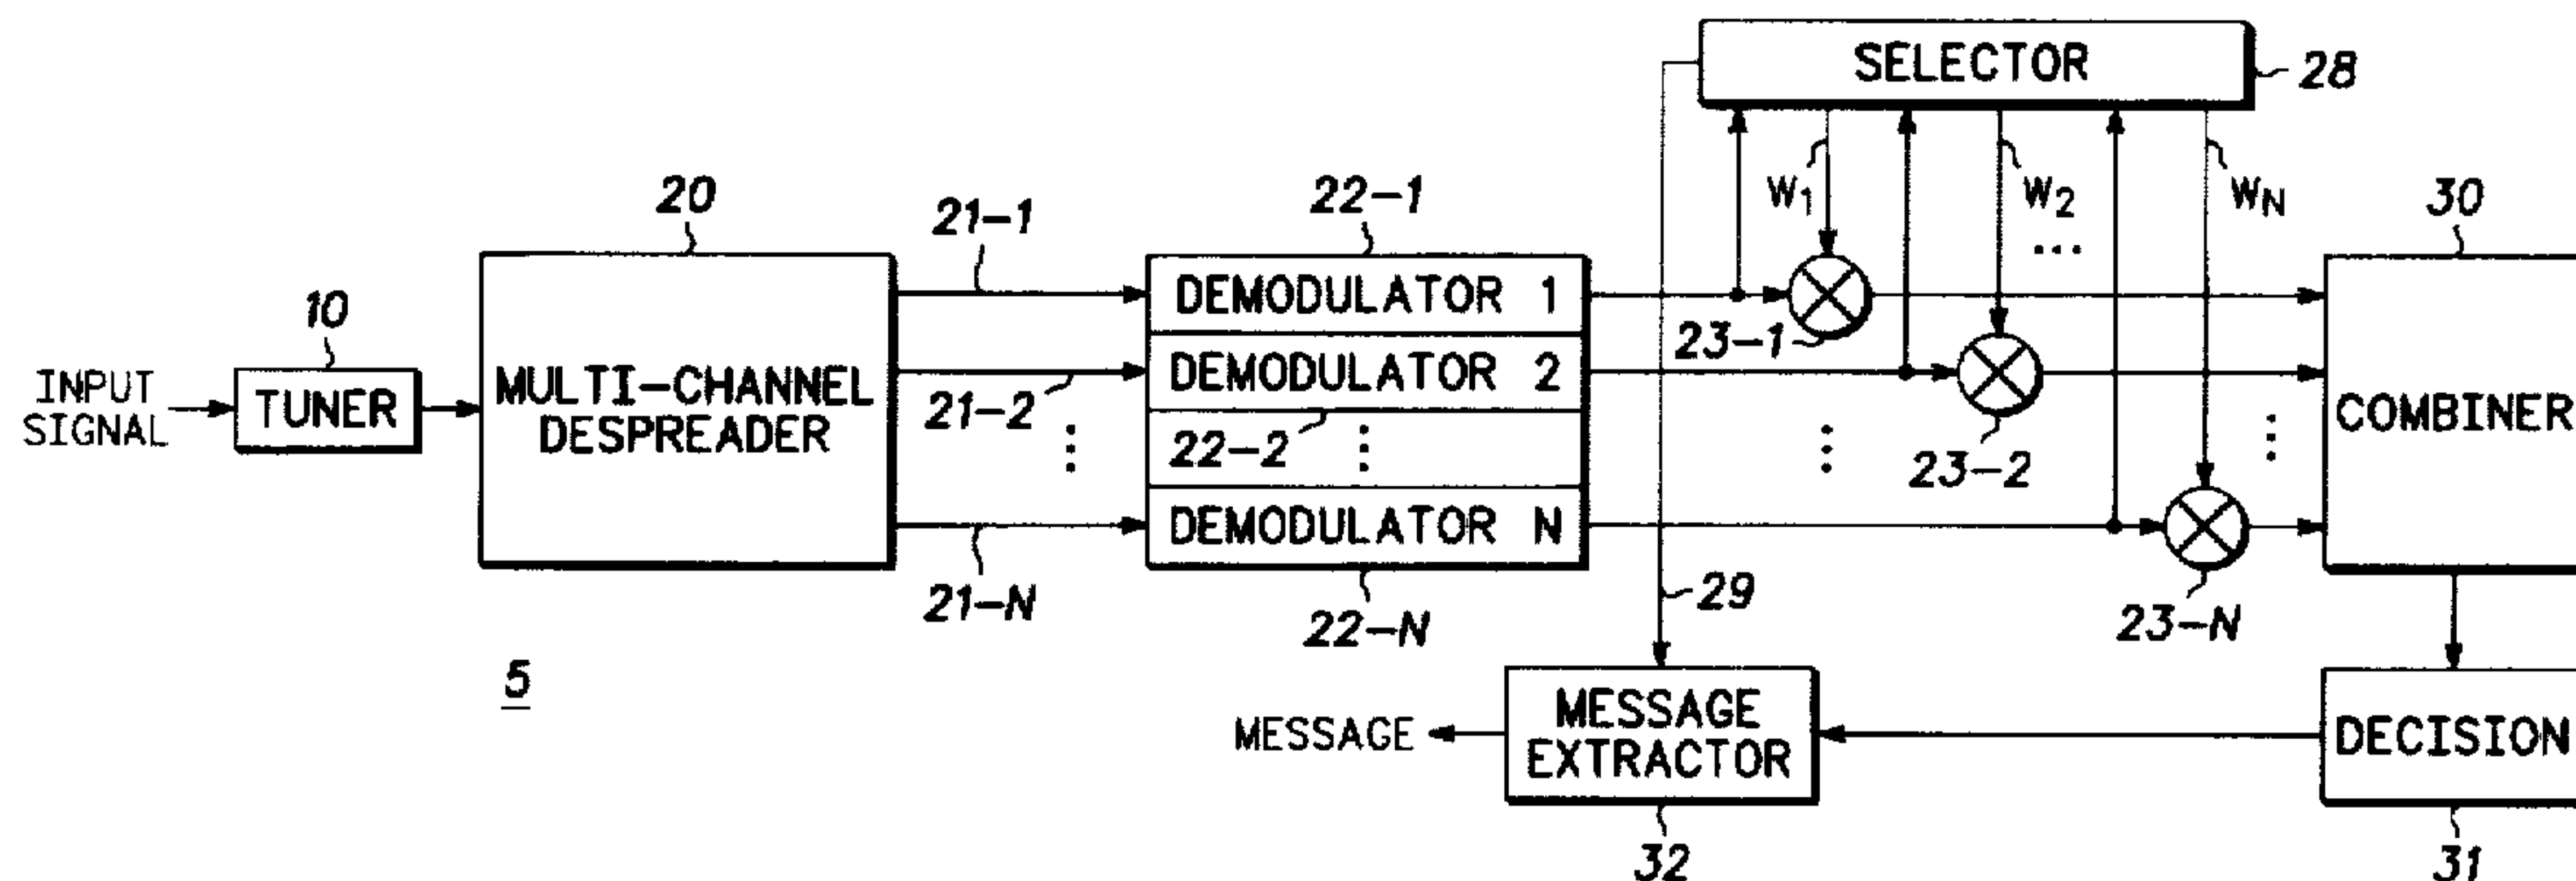 SELECTOR
28
W1
W2
WN
...
20
21-1
22-1
30
10
INPUT
SIGNAL
TUNER
MULTI-CHANNEL
DESPREADER
21-2
21-N
DEMODULATOR 1
DEMODULATOR 2
22-2
DEMODULATOR N
22-N
23-1
23-2
23-N
COMBINER
29
5
MESSAGE
MESSAGE
EXTRACTOR
32
DECISION
31